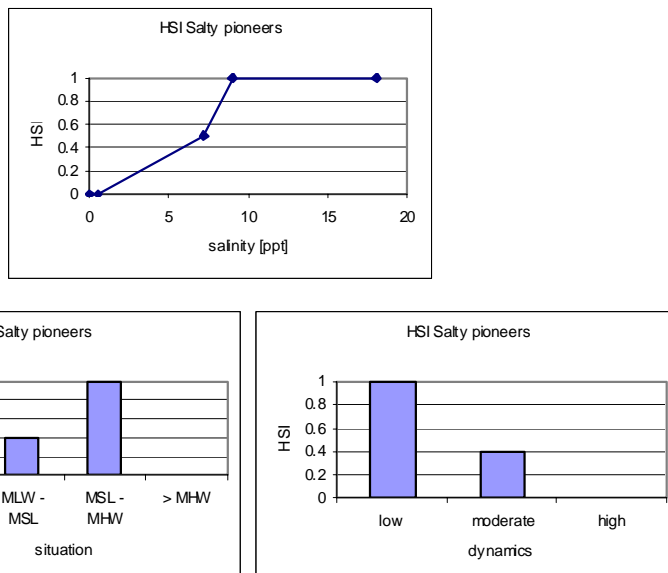 HSI Salty pioneers
1
0.8
0.6
0.4
0.2
0
HSI
0 5 10 15 20
salinity [ppt]
Salty pioneers
MLW - MSL - > MHW
MSL MHW
situation
HSI Salty pioneers
1
0.8
0.6
0.4
0.2
0
HSI
low moderate high
dynamics